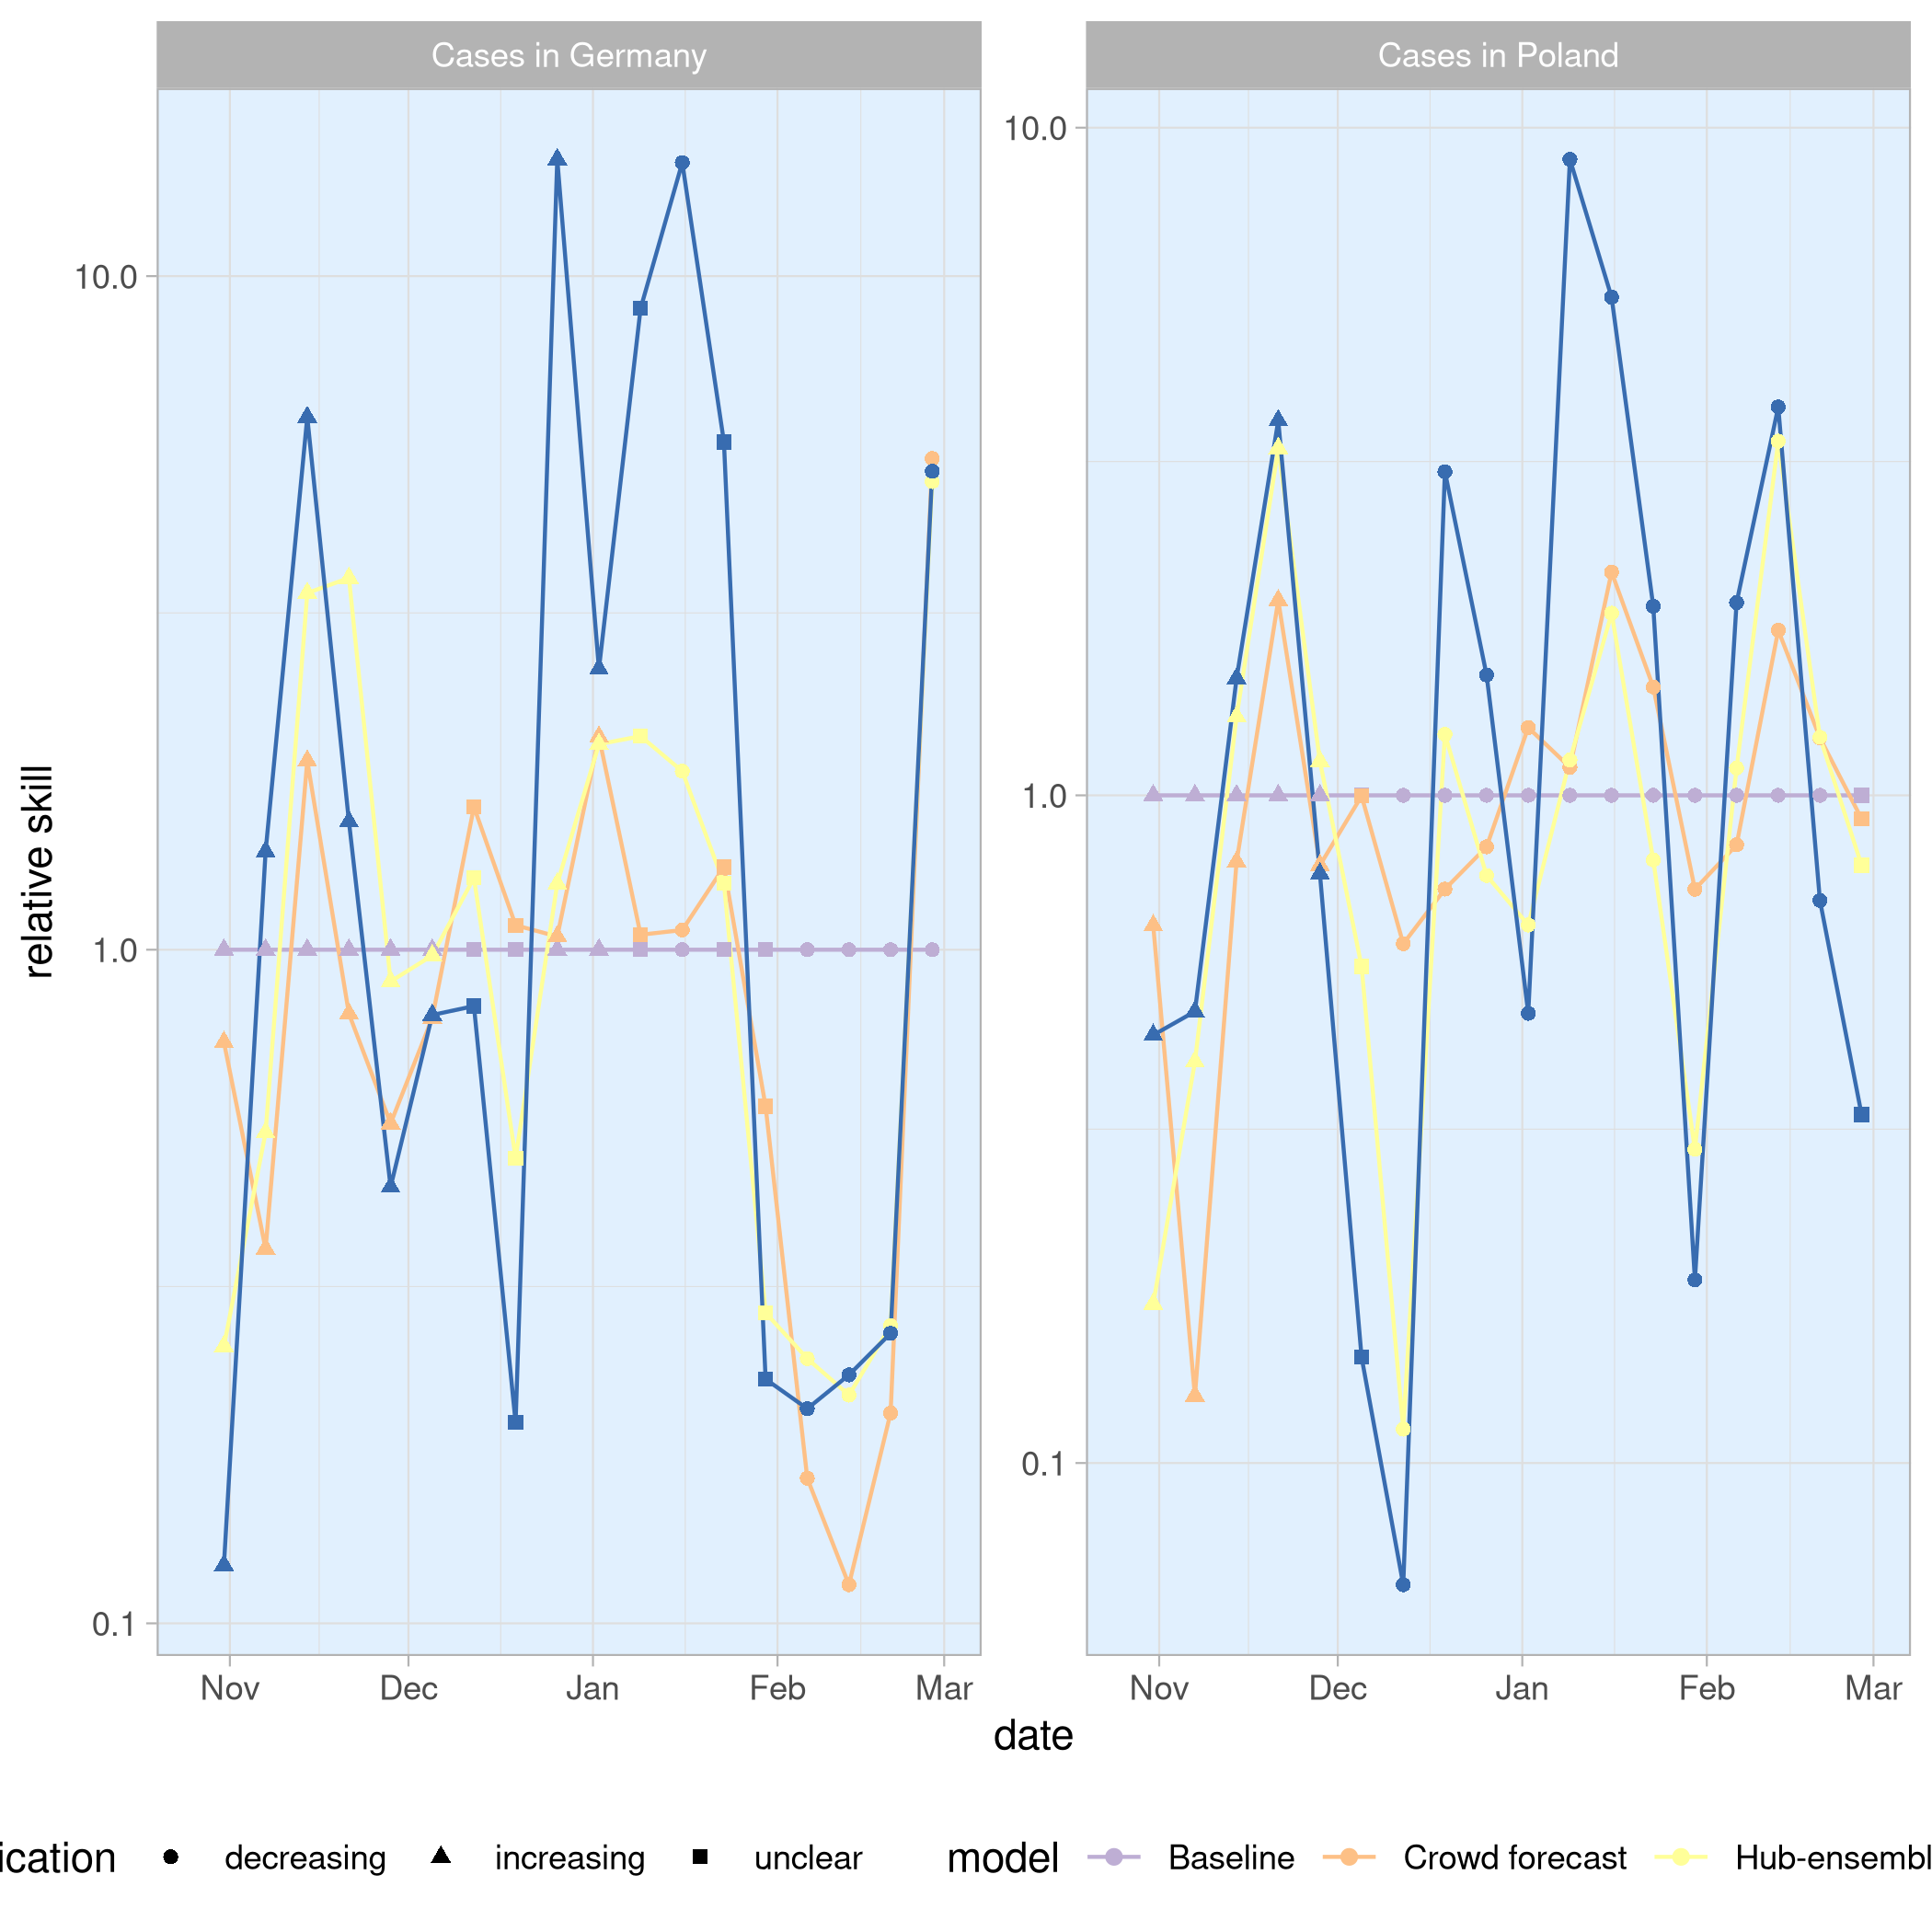 Cases in Germany
Cases in Poland
10.0
1.0
0.1
10.0
1.0
0.1
relative skill
Nov Dec Jan Feb Mar
Nov Dec Jan Feb Mar
date
ication decreasing increasing unclear model Baseline Crowd forecast Hub-ensembl